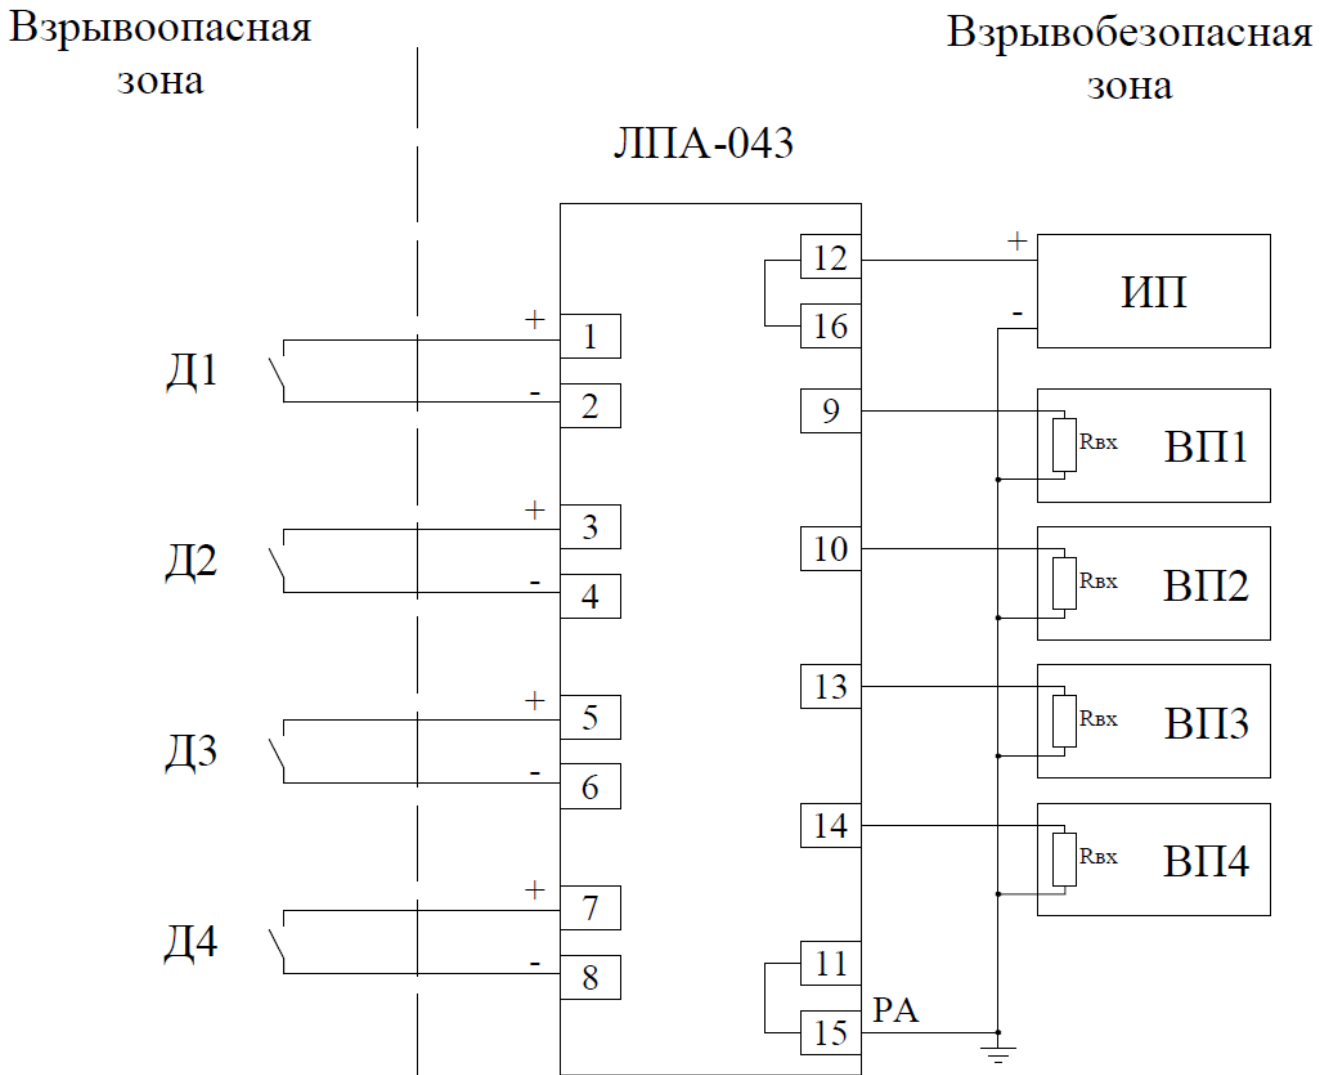 Взрывоопасная
зона
Взрывобезопасная
зона
ЛПА-043
12
+
ИП
16
-
Д1
+
1
-
2
9
Rвх
ВП1
Д2
+
3
-
4
10
Rвх
ВП2
Д3
+
5
-
6
13
Rвх
ВП3
14
Rвх
ВП4
Д4
+
7
-
8
11
15
PA